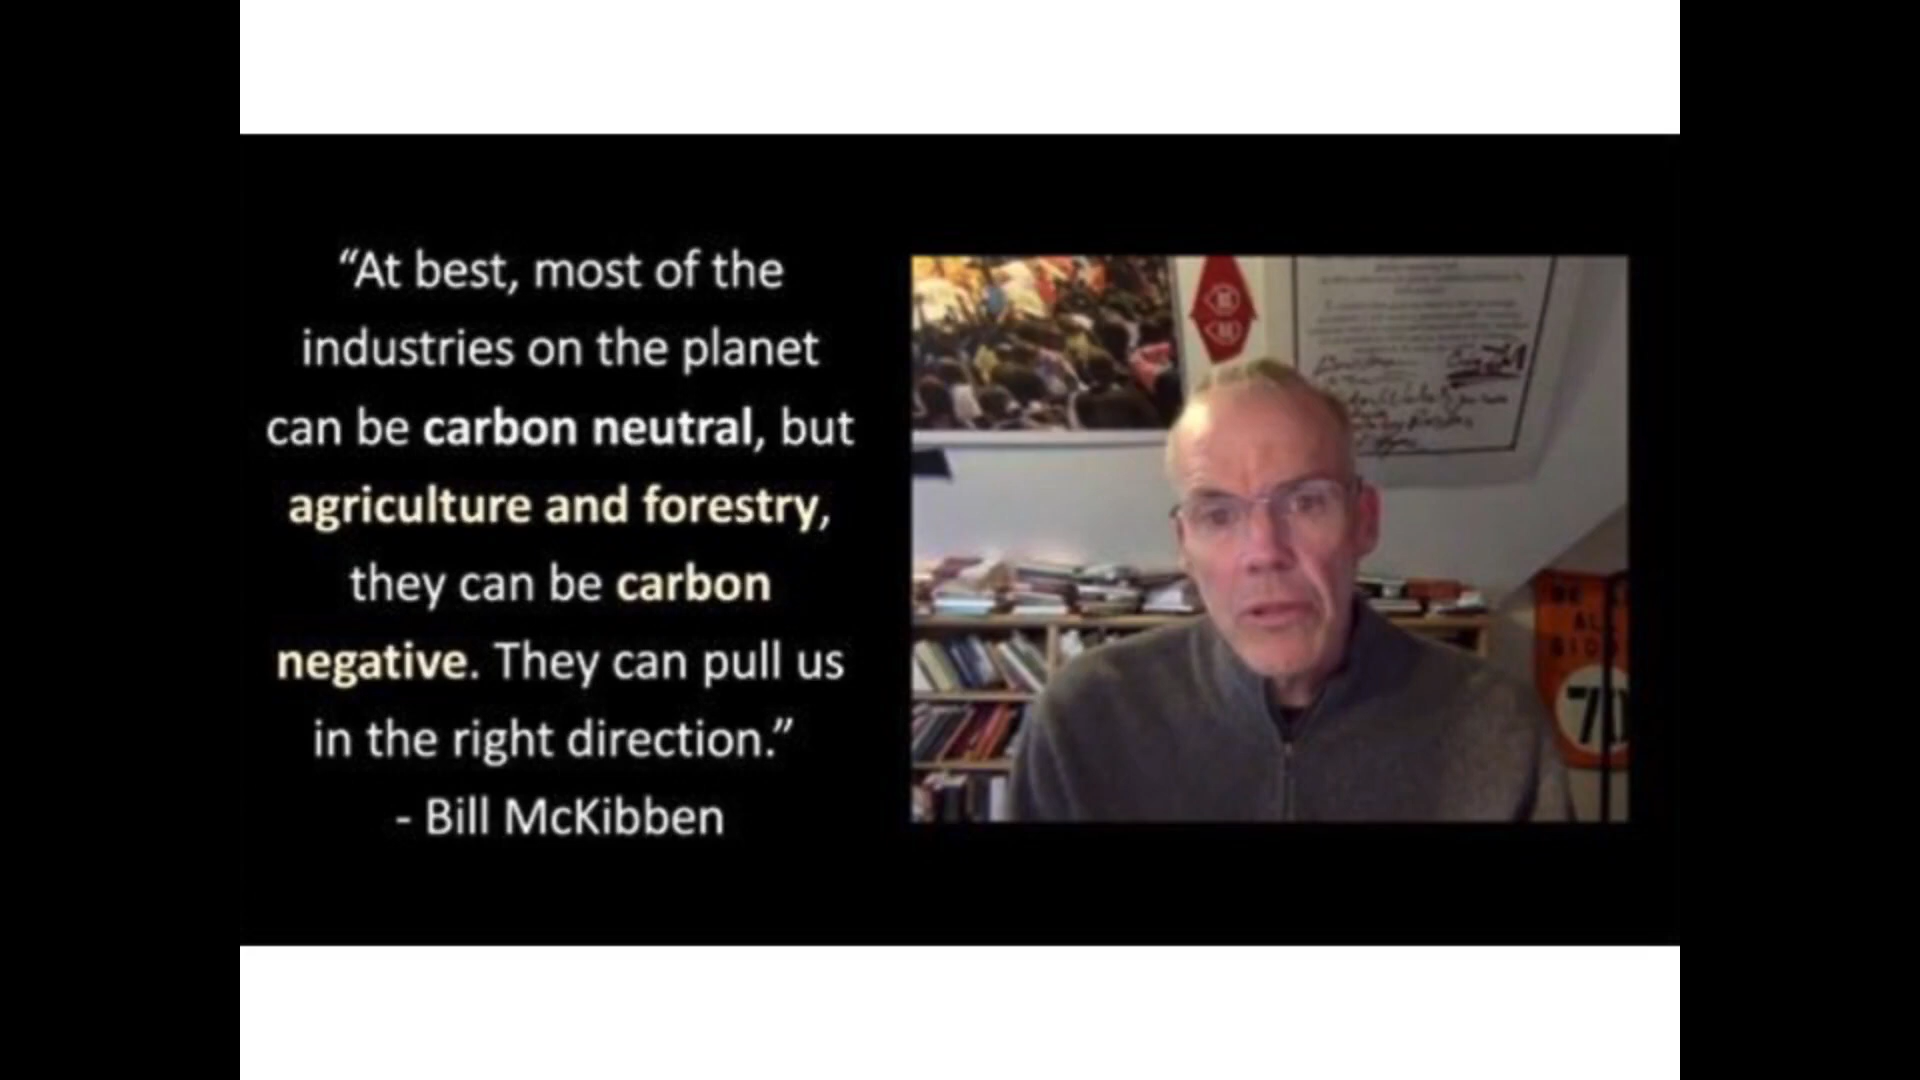 “At best, most of the
industries on the planet
can be carbon neutral, but
agriculture and forestry,
they can be carbon
negative. They can pull us
in the right direction.”
- Bill McKibben